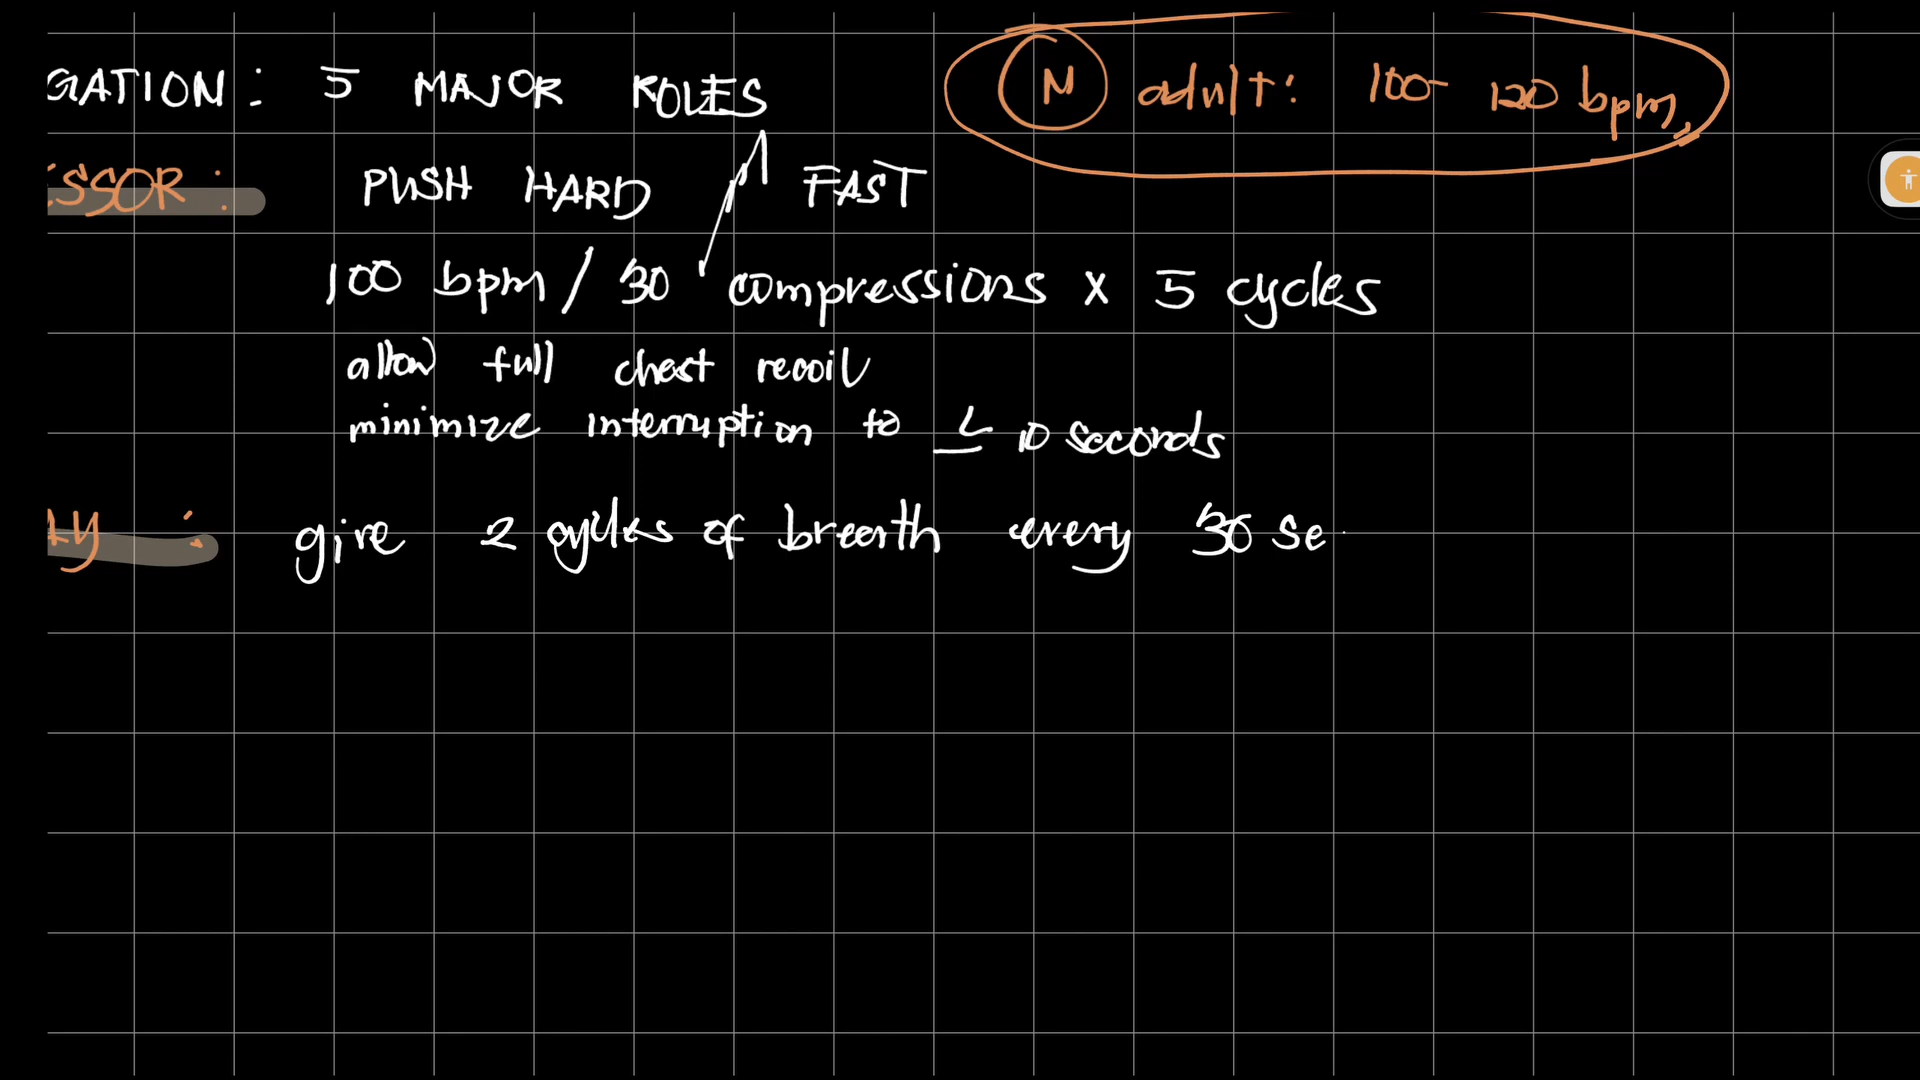 GATION: 5 MAJOR ROLES
N adult: 100- 120 bpm
SSOR: PUSH HARD FAST
100 bpm / 30 compressions x 5 cycles
allow full chest recoil
minimize interruption to ≤ 10 seconds
AY: give 2 cycles of breath every 30 se